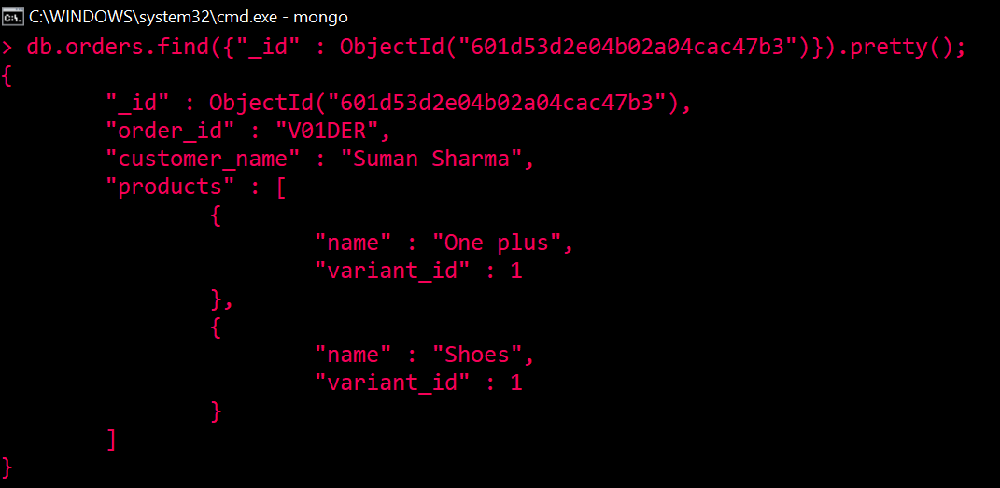 C:\WINDOWS\system32\cmd.exe - mongo
> db.orders.find({"_id" : ObjectId("601d53d2e04b02a04cac47b3")}).pretty();
{
        "_id" : ObjectId("601d53d2e04b02a04cac47b3"),
        "order_id" : "V01DER",
        "customer_name" : "Suman Sharma",
        "products" : [
                {
                        "name" : "One plus",
                        "variant_id" : 1
                },
                {
                        "name" : "Shoes",
                        "variant_id" : 1
                }
        ]
}